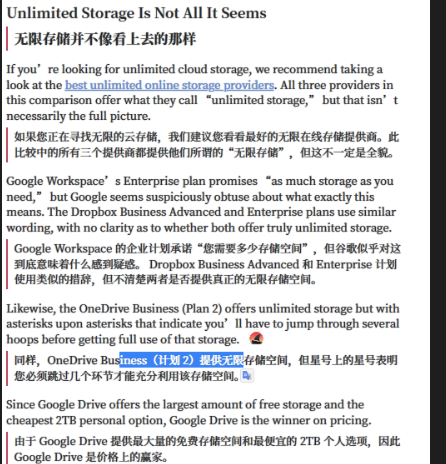 Unlimited Storage Is Not All It Seems
无限存储并不像看上去的那样
If you’re looking for unlimited cloud storage, we recommend taking a
look at the best unlimited online storage providers. All three providers in
this comparison offer what they call “unlimited storage,” but that isn’t
necessarily the full picture.
如果您正在寻找无限的云存储，我们建议您看看最好的无限在线存储提供商。此
比较中的所有三个提供商都提供他们所谓的“无限存储”，但这不一定是全貌。
Google Workspace’s Enterprise plan promises “as much storage as you
need,” but Google seems suspiciously obtuse about what exactly this
means. The Dropbox Business Advanced and Enterprise plans use similar
wording, with no clarity as to whether both offer truly unlimited storage.
Google Workspace 的企业计划承诺“您需要多少存储空间”，但谷歌似乎对这
到底意味着什么感到疑惑。 Dropbox Business Advanced 和 Enterprise 计划
使用类似的措辞，但不清楚两者是否提供真正的无限存储空间。
Likewise, the OneDrive Business (Plan 2) offers unlimited storage but with
asterisks upon asterisks that indicate you’ll have to jump through several
hoops before getting full use of that storage.
同样，OneDrive Business（计划 2）提供无限存储空间，但星号上的星号表明
您必须跳过几个环节才能充分利用该存储空间。
Since Google Drive offers the largest amount of free storage and the
cheapest 2TB personal option, Google Drive is the winner on pricing.
由于 Google Drive 提供最大量的免费存储空间和最便宜的 2TB 个人选项，因此
Google Drive 是价格上的赢家。